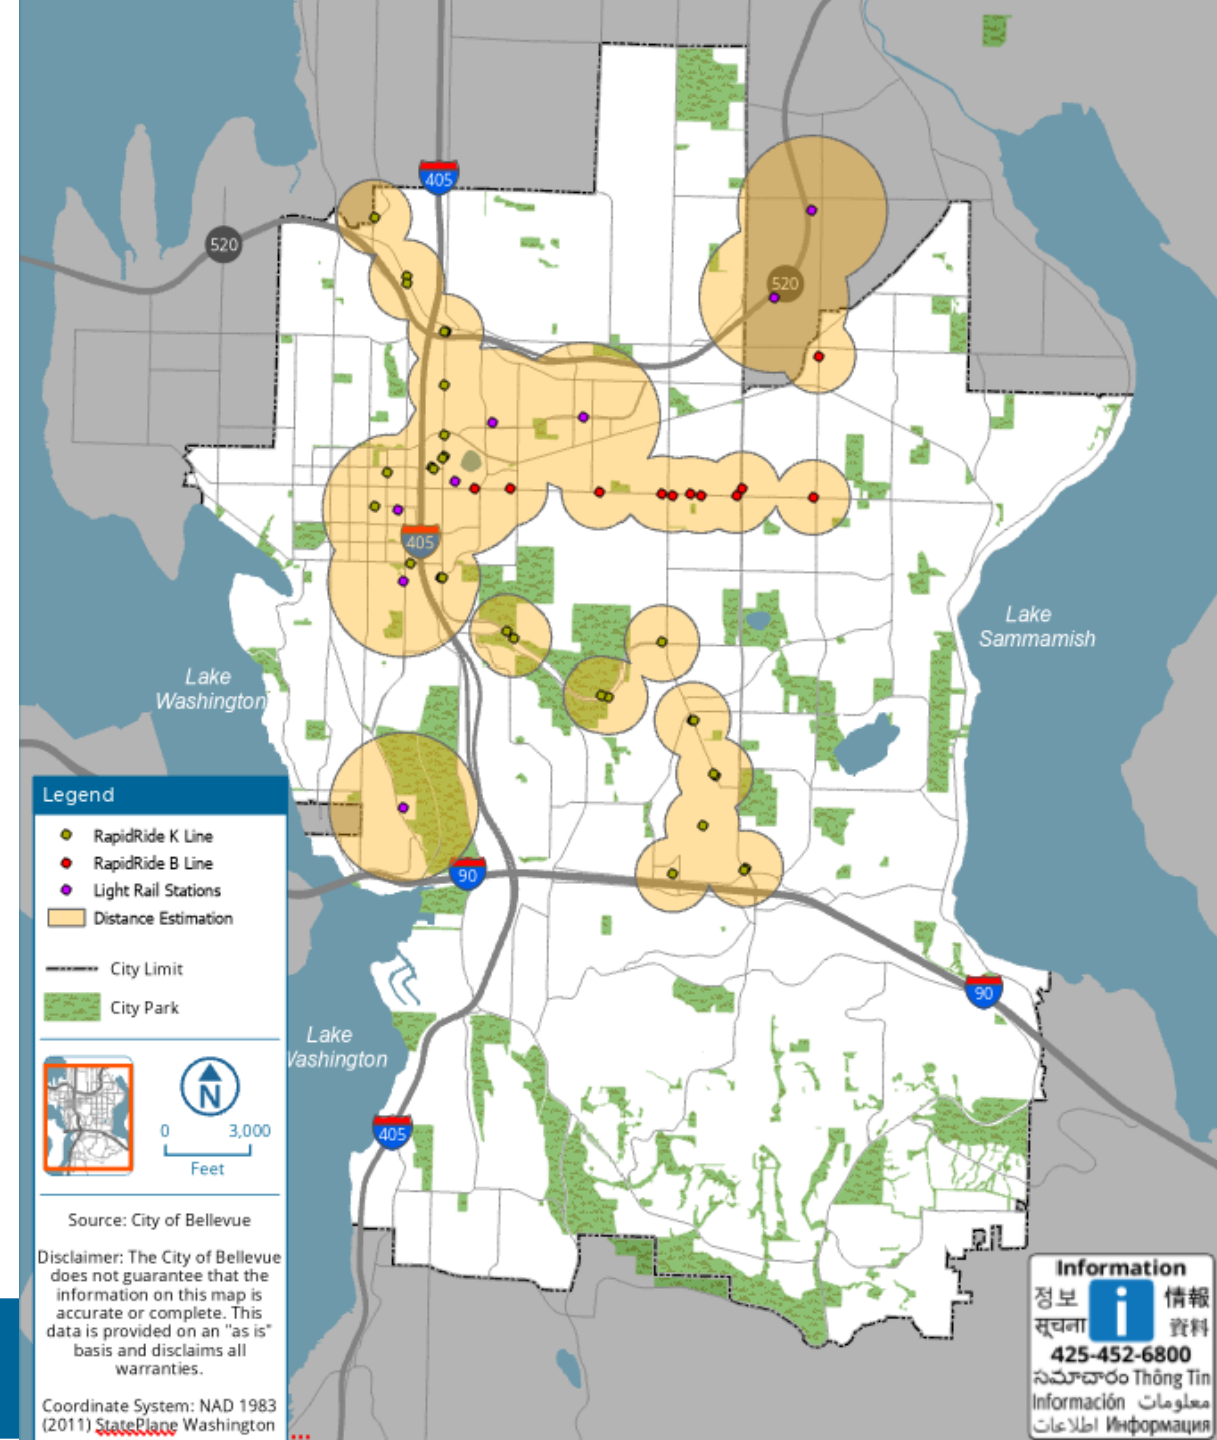 405
520
520
405
Lake
Sammamish
Lake
Washington
Legend
RapidRide K Line
RapidRide B Line
Light Rail Stations
Distance Estimation
City Limit
City Park
90
90
Lake
Washington
N
0 3,000
Feet
405
Source: City of Bellevue
Disclaimer: The City of Bellevue
does not guarantee that the
information on this map is
accurate or complete. This
data is provided on an "as is"
basis and disclaims all
warranties.
Coordinate System: NAD 1983
(2011) StatePlane Washington
Information
정보 i 情報
सूचना 資料
425-452-6800
సమాచారం Thông Tin
Información معلومات
اطلاعات Информация